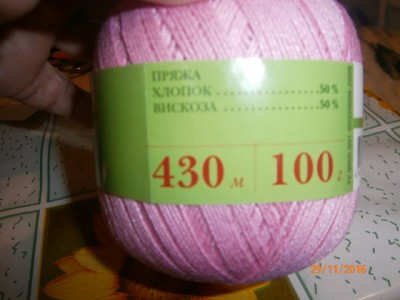 ПРЯЖА
ХЛОПОК ................. 50 %
ВИСКОЗА ................ 50 %
430 м 100 г
29/11/2016